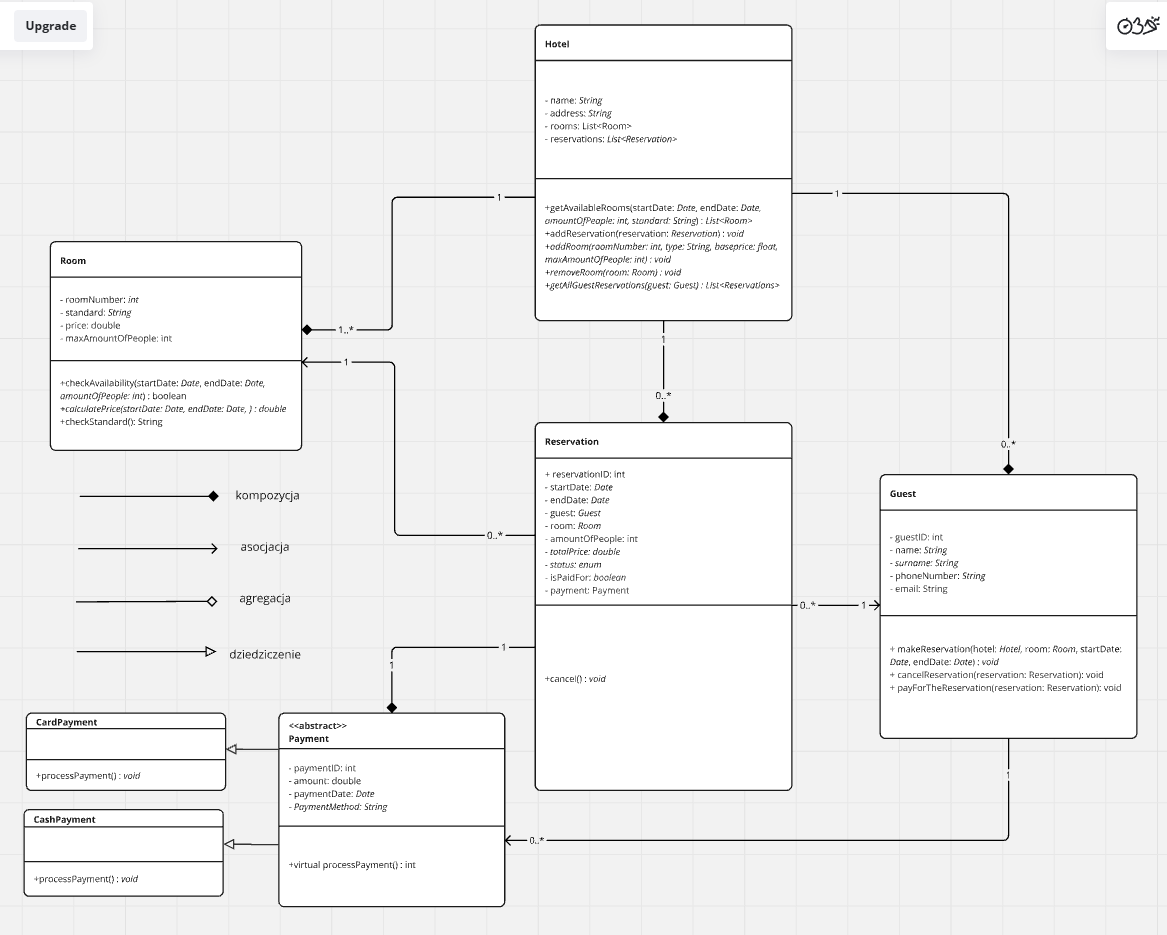 Upgrade
Hotel
- name: String
- address: String
- rooms: List<Room>
- reservations: List<Reservation>
+getAvailableRooms(startDate: Date, endDate: Date,
amountOfPeople: int, standard: String) : List<Room>
+addReservation(reservation: Reservation) : void
+addRoom(roomNumber: int, type: String, baseprice: float,
maxAmountOfPeople: int) : void
+removeRoom(room: Room) : void
+getAllGuestReservations(guest: Guest) : List<Reservations>
1
1
1..*
1
0..*
1
0..*
Room
- roomNumber: int
- standard: String
- price: double
- maxAmountOfPeople: int
+checkAvailability(startDate: Date, endDate: Date,
amountOfPeople: int) : boolean
+calculatePrice(startDate: Date, endDate: Date, ) : double
+checkStandard(): String
Reservation
+ reservationID: int
- startDate: Date
- endDate: Date
- guest: Guest
- room: Room
- amountOfPeople: int
- totalPrice: double
- status: enum
- isPaidFor: boolean
- payment: Payment
+cancel() : void
Guest
- guestID: int
- name: String
- surname: String
- phoneNumber: String
- email: String
+ makeReservation(hotel: Hotel, room: Room, startDate:
Date, endDate: Date) : void
+ cancelReservation(reservation: Reservation): void
+ payForTheReservation(reservation: Reservation): void
kompozycja
asocjacja
agregacja
dziedziczenie
0..*
0..*
1
1
1
1
0..*
CardPayment
+processPayment() : void
CashPayment
+processPayment() : void
<<abstract>>
Payment
- paymentID: int
- amount: double
- paymentDate: Date
- PaymentMethod: String
+virtual processPayment() : int